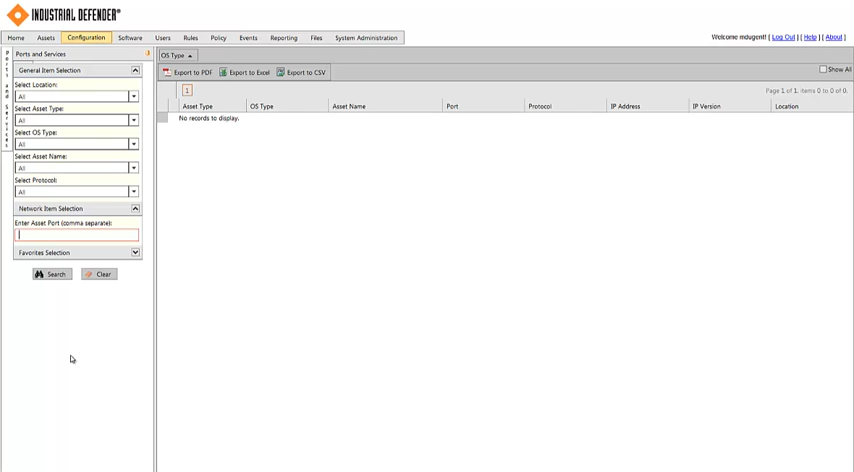 INDUSTRIAL DEFENDER®
Home Assets Configuration Software Users Rules Policy Events Reporting Files System Administration
Welcome mdugent! [ Log Out ] [ Help ] [ About ]
Ports and Services
Ports and Services
General Item Selection
Select Location:
All
Select Asset Type:
All
Select OS Type:
All
Select Asset Name:
All
Select Protocol:
All
Network Item Selection
Enter Asset Port (comma separate):
Favorites Selection
Search Clear
OS Type
Export to PDF Export to Excel Export to CSV
Show All
1
Page 1 of 1, items 0 to 0 of 0.
Asset Type OS Type Asset Name Port Protocol IP Address IP Version Location
No records to display.